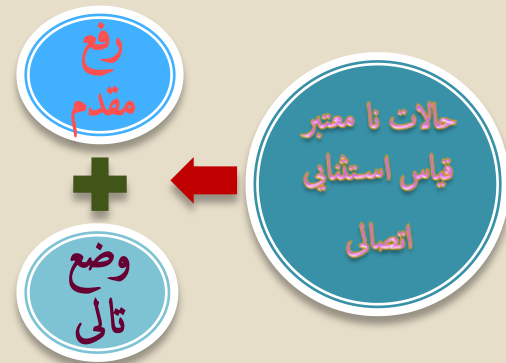 حالات نا معتبر
قیاس استثنایی
اتصالی
رفع
مقدم
وضع
تالی